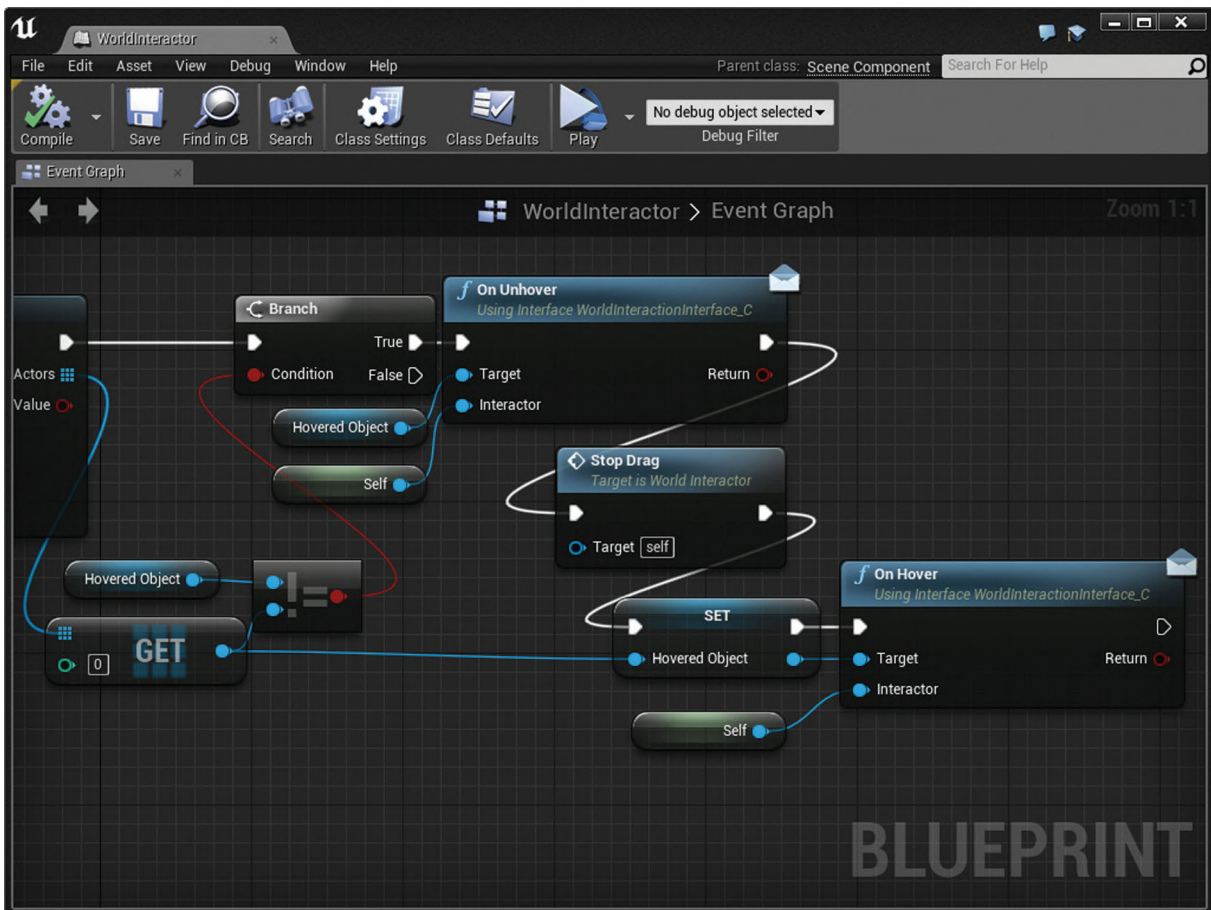 WorldInteractor
File Edit Asset View Debug Window Help
Parent class: Scene Component
Search For Help
Compile
Save
Find in CB
Search
Class Settings
Class Defaults
Play
No debug object selected
Debug Filter
Event Graph
WorldInteractor > Event Graph
Zoom 1:1
Actors
Value
Branch
True
Condition
False
On Unhover
Using Interface WorldInteractionInterface_C
Target
Return
Interactor
Hovered Object
Self
Stop Drag
Target is World Interactor
Target self
Hovered Object
!=
GET
0
SET
Hovered Object
On Hover
Using Interface WorldInteractionInterface_C
Target
Return
Interactor
Self
BLUEPRINT